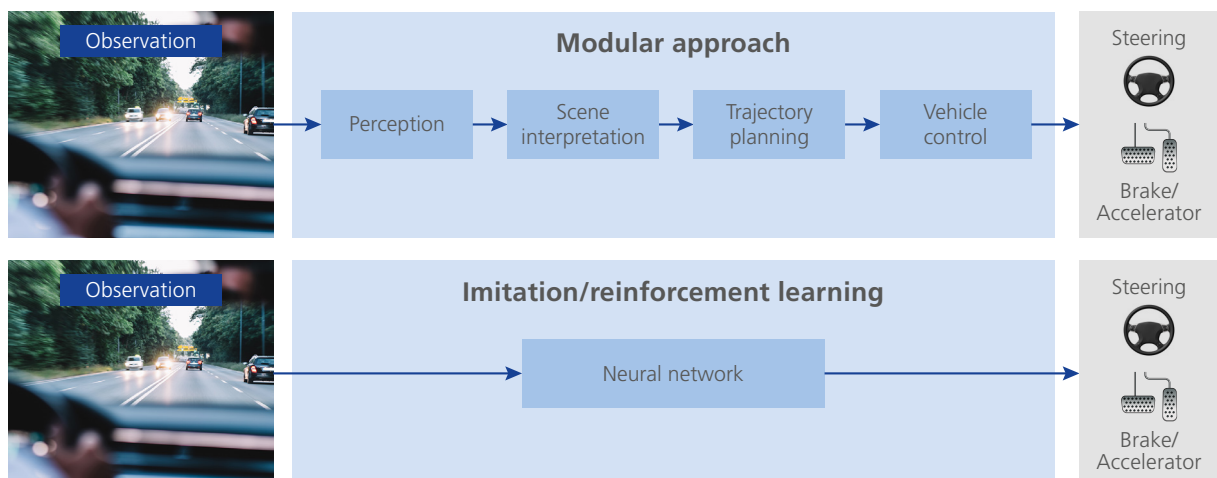 Observation
Modular approach
Perception
Scene
interpretation
Trajectory
planning
Vehicle
control
Steering
Brake/
Accelerator
Observation
Imitation/reinforcement learning
Neural network
Steering
Brake/
Accelerator